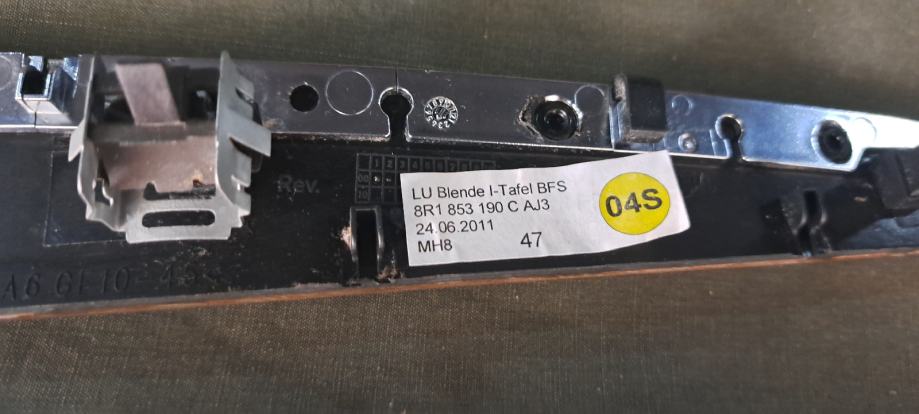 Rev.
LU Blende I-Tafel BFS
8R1 853 190 C AJ3
24.06.2011
MH8 47
04S